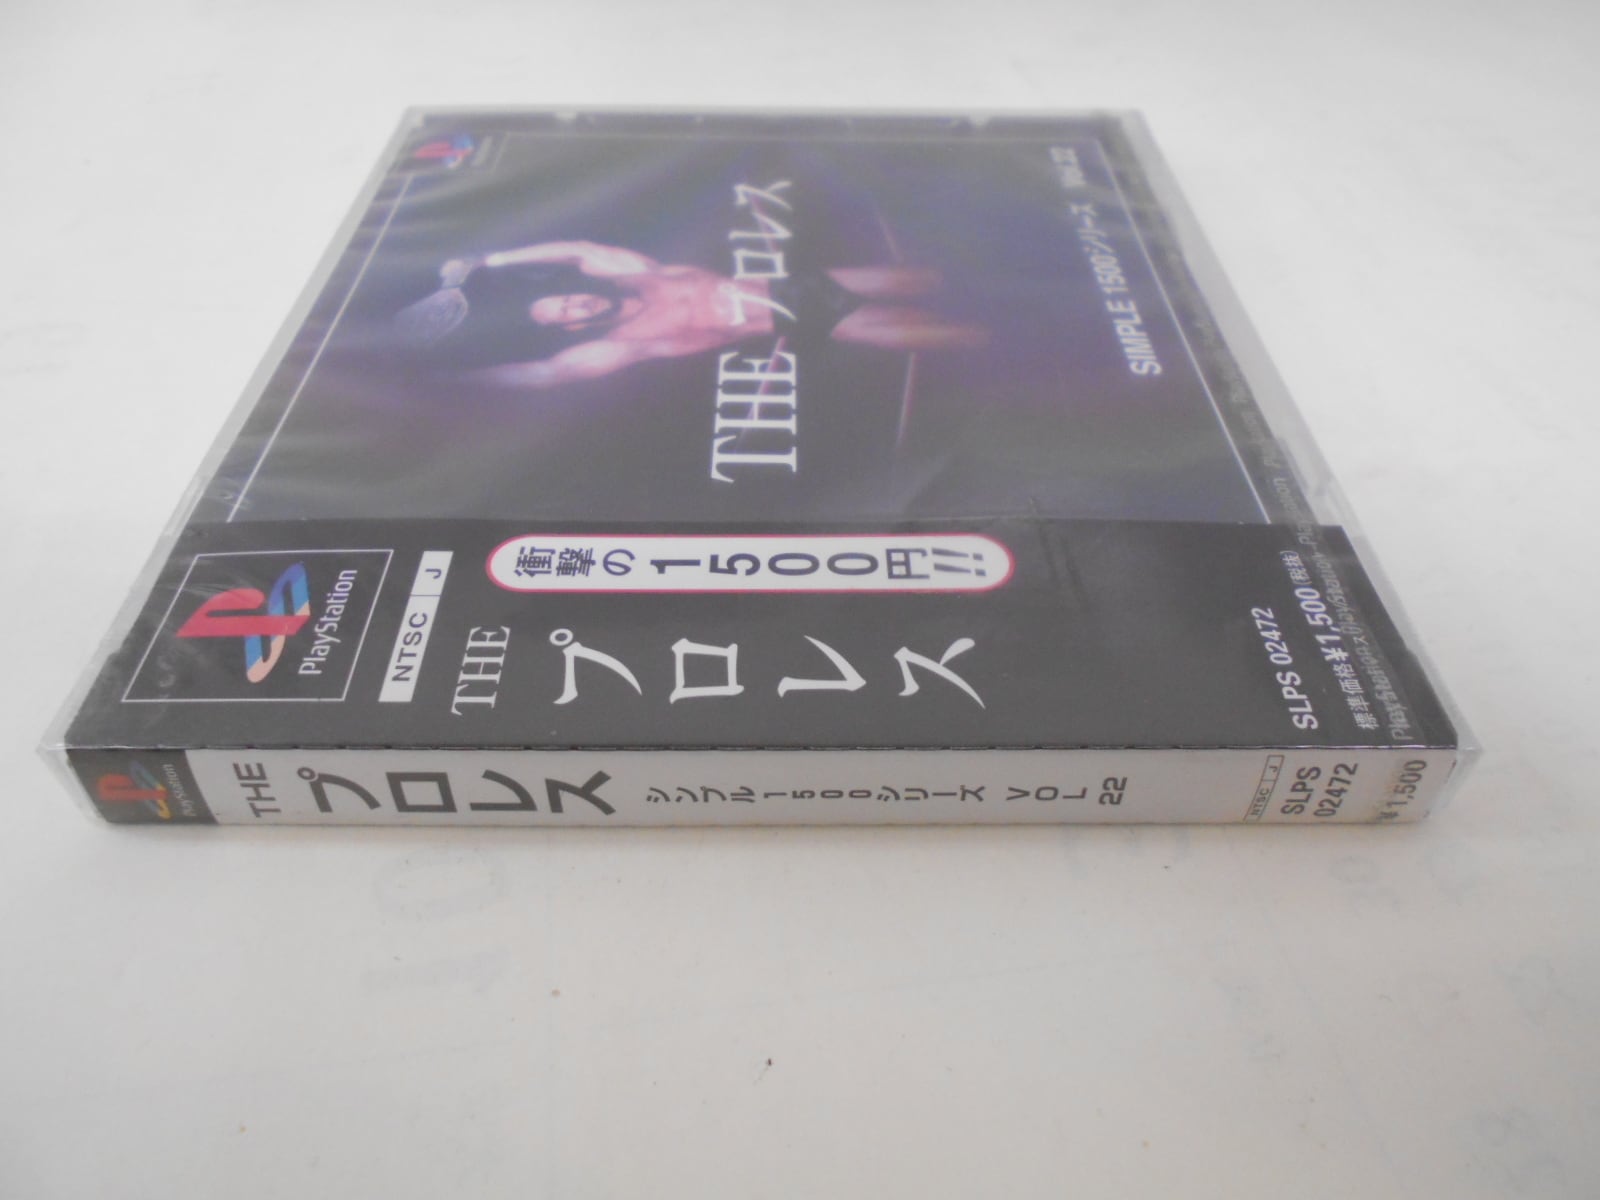 THE プロレス
SIMPLE 1500シリーズ Vol.22
PlayStation
NTSC J
衝撃の1500円!!
THE プロレス
SLPS 02472
標準価格¥1,500(税抜)
PlayStation
THE プロレス シンプル1500シリーズ VOL 22
NTSC J
SLPS
02472
¥1,500